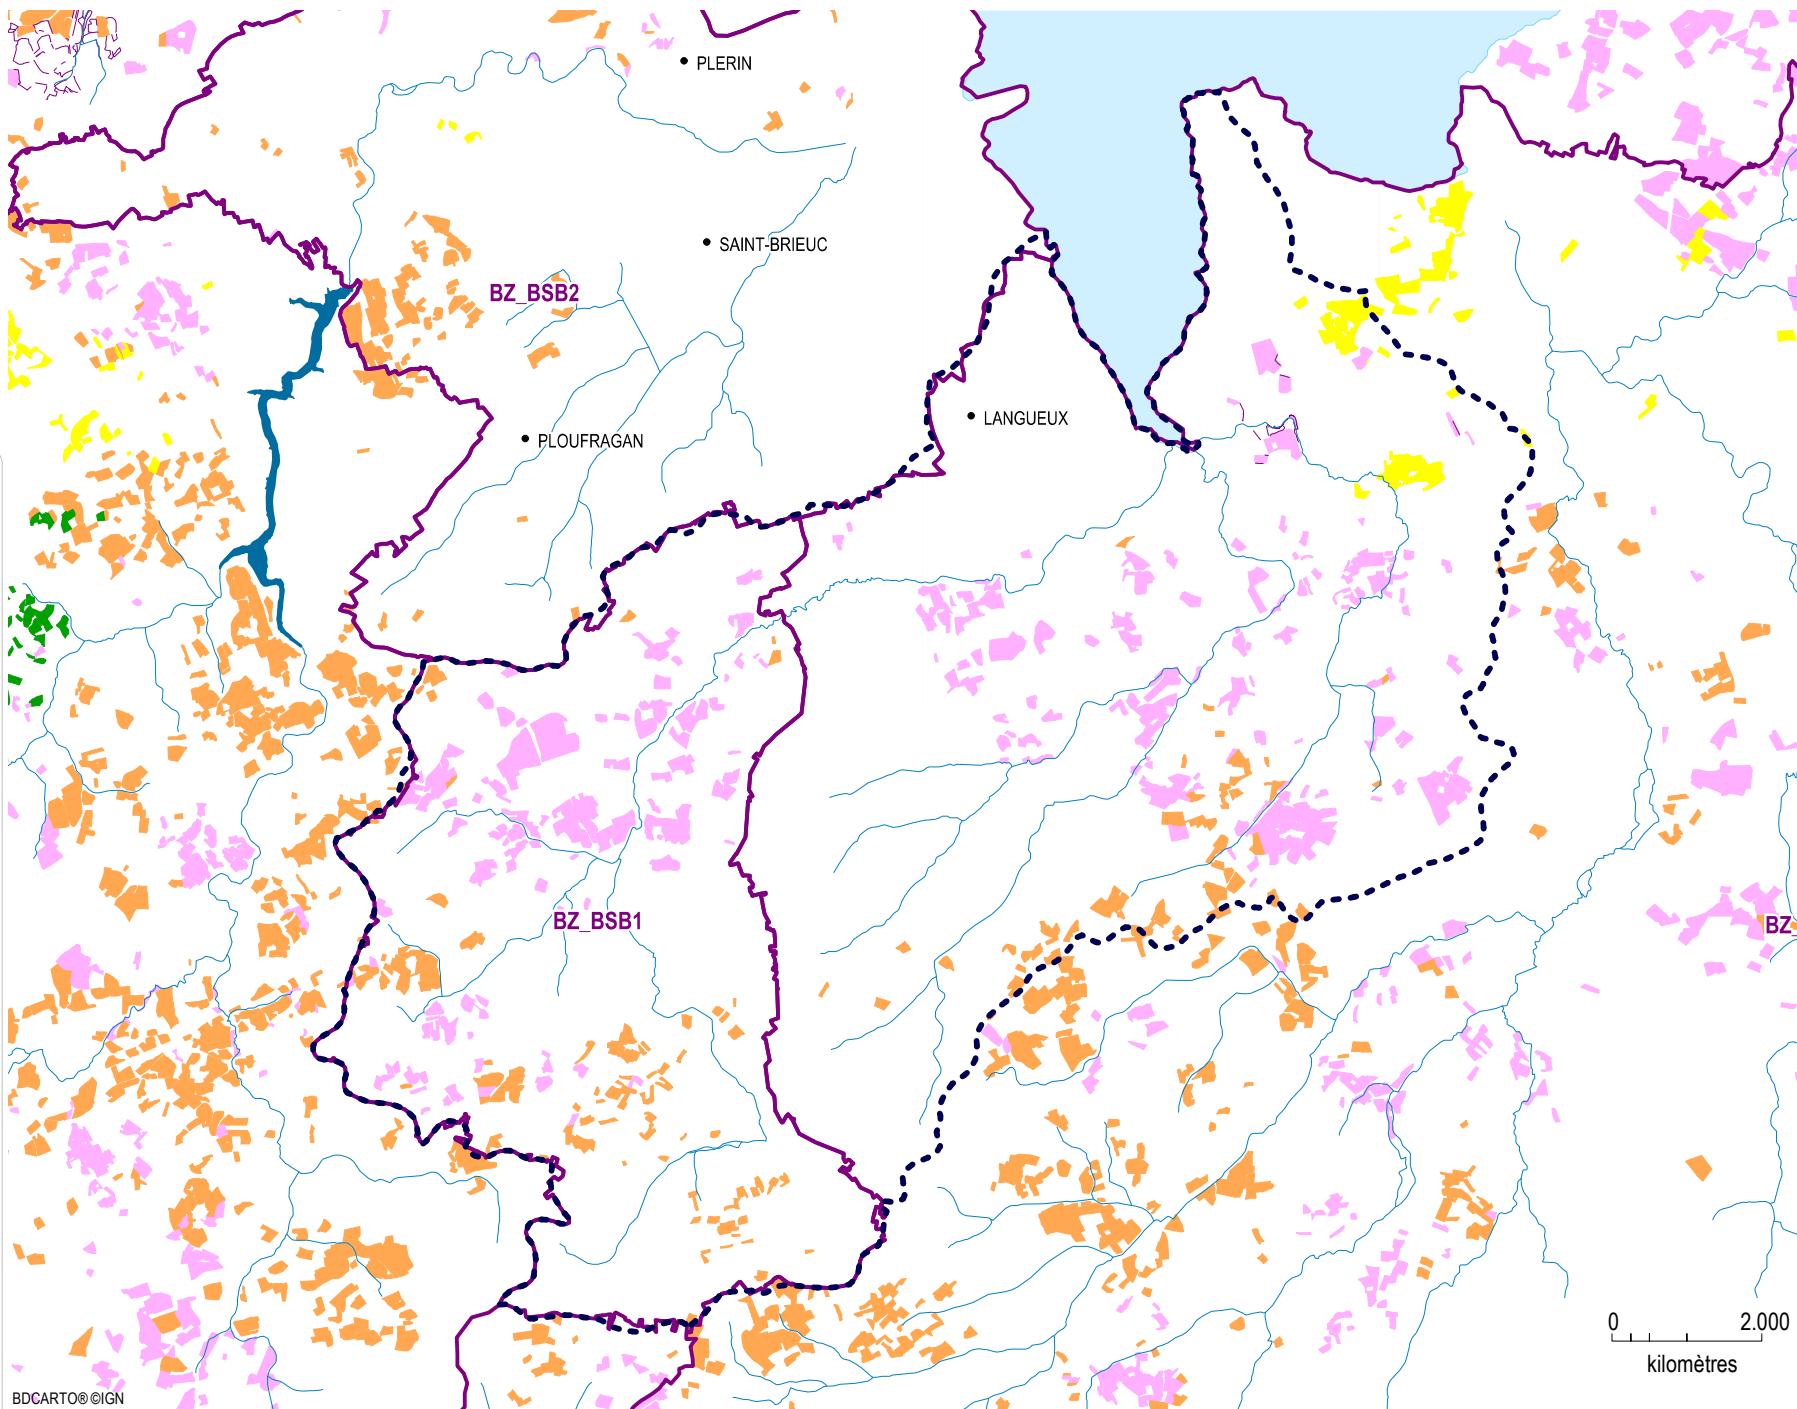 PLERIN
SAINT-BRIEUC
BZ_BSB2
LANGUEUX
PLOUFRAGAN
BZ_BSB1
BZ_
0 2.000
kilomètres
BDCARTO® ©IGN